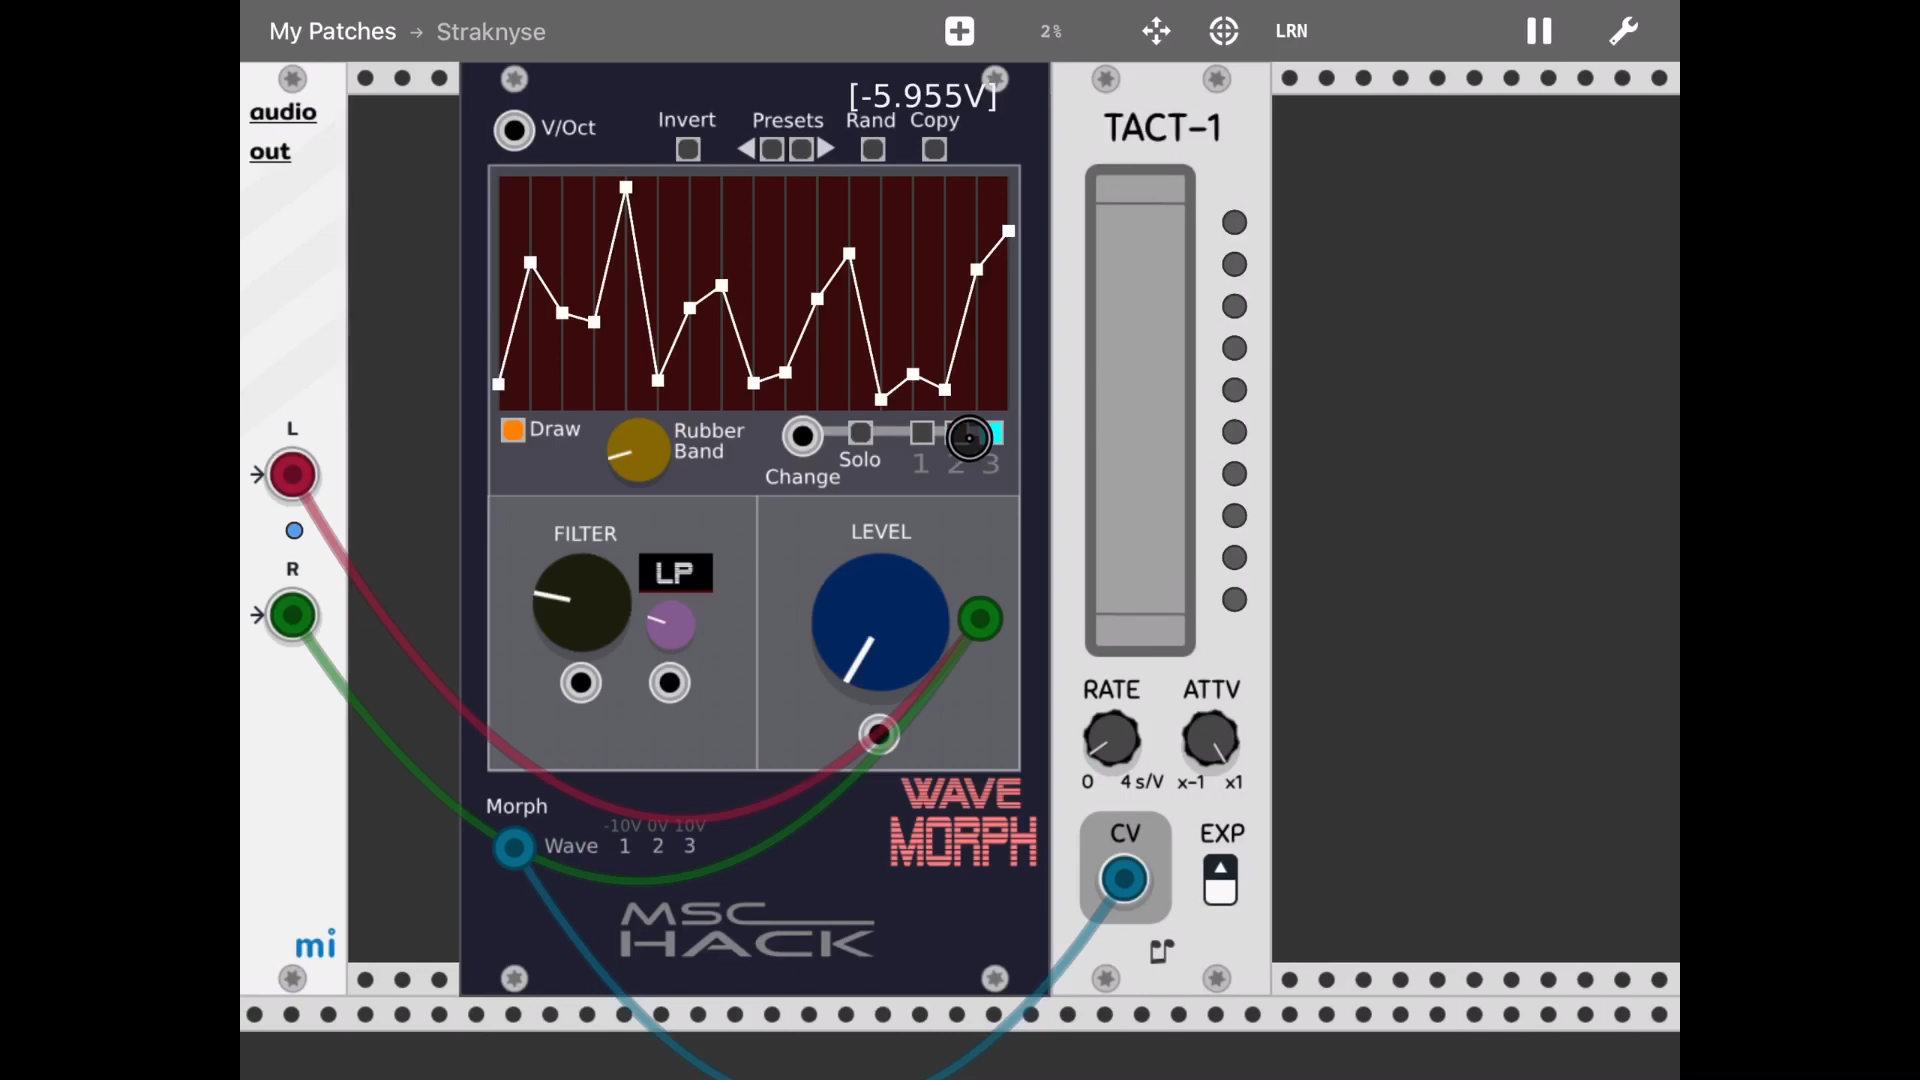 My Patches → Straknyse
2%
LRN
audio
out
[-5.955V]
V/Oct
Invert
Presets
Rand
Copy
TACT-1
Draw
Rubber
Band
Change
Solo
1 2 3
L
R
FILTER
LP
LEVEL
RATE
ATTV
0
4 s/V
x-1
x1
Morph
-10V 0V 10V
Wave 1 2 3
WAVE
MORPH
CV
EXP
MSC
HACK
mi